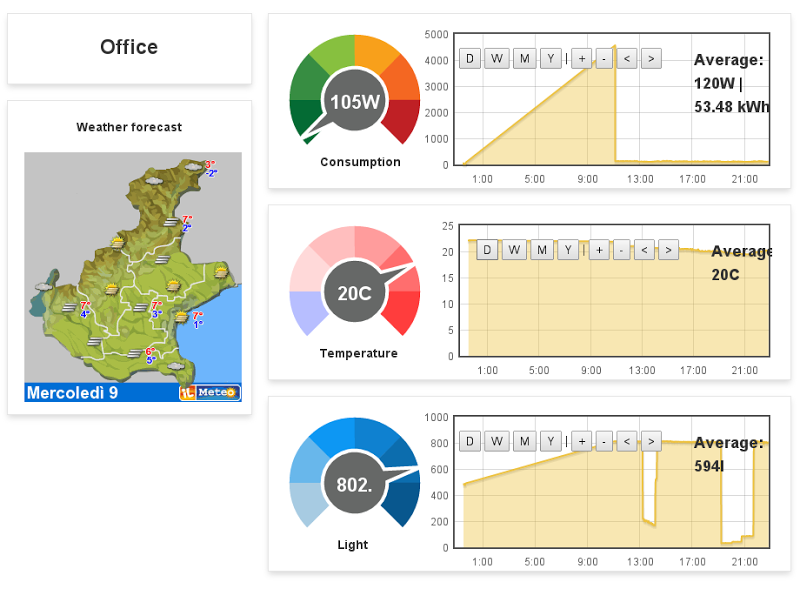 Office
Weather forecast
3°
-2°
7°
2°
7°
4°
7°
3°
7°
1°
6°
5°
Mercoledì 9
it Meteo
105W
Consumption
5000
4000
3000
2000
1000
0
D W M Y | + - < >
Average:
120W |
53.48 kWh
1:00 5:00 9:00 13:00 17:00 21:00
20C
Temperature
25
20
15
10
5
0
D W M Y | + - < >
Average
20C
1:00 5:00 9:00 13:00 17:00 21:00
802.
Light
1000
800
600
400
200
0
D W M Y | + - < >
Average:
594l
1:00 5:00 9:00 13:00 17:00 21:00